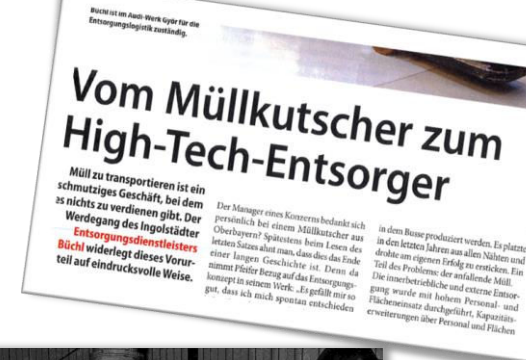 Büchl ist im Audi-Werk Györ für die
Entsorgungslogistik zuständig.
Vom Müllkutscher zum
High-Tech-Entsorger
Müll zu transportieren ist ein
schmutziges Geschäft, bei dem
es nichts zu verdienen gibt. Der
Werdegang des Ingolstädter
Entsorgungsdienstleisters
Büchl widerlegt dieses Vorur-
teil auf eindrucksvolle Weise.
Der Manager eines Konzerns bedankt sich
persönlich bei einem Müllkutscher aus
Oberbayern? Spätestens beim Lesen des
letzten Satzes ahnt man, dass dies das Ende
einer langen Geschichte ist. Denn da
nimmt Pfeifer Bezug auf das Entsorgungs-
konzept in seinem Werk: „Es gefällt mir so
gut, dass ich mich spontan entschieden
in dem Busse produziert werden. Es platzte
in den letzten Jahren aus allen Nähten und
drohte am eigenen Erfolg zu ersticken. Ein
Teil des Problems: der anfallende Müll.
Die innerbetriebliche und externe Entsor-
gung wurde mit hohem Personal- und
Flächeneinsatz durchgeführt, Kapazitäts-
erweiterungen über Personal und Flächen